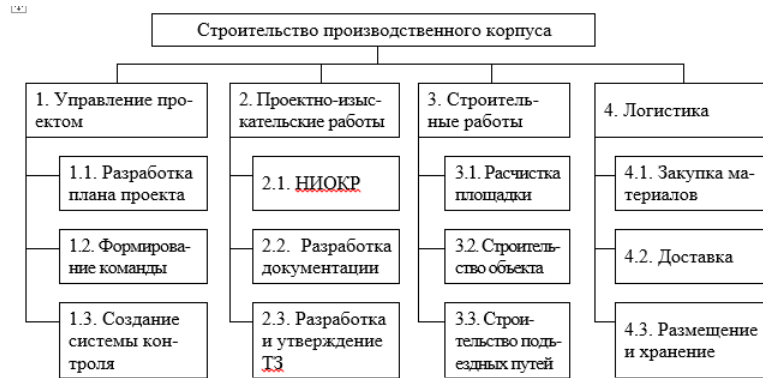 Строительство производственного корпуса
1. Управление про-
ектом
1.1. Разработка
плана проекта
1.2. Формирова-
ние команды
1.3. Создание
системы кон-
троля
2. Проектно-изыс-
кательские работы
2.1. НИОКР
2.2. Разработка
документации
2.3. Разработка
и утверждение
ТЗ
3. Строитель-
ные работы
3.1. Расчистка
площадки
3.2. Строитель-
ство объекта
3.3. Строи-
тельство подъ-
ездных путей
4. Логистика
4.1. Закупка ма-
териалов
4.2. Доставка
4.3. Размещение
и хранение